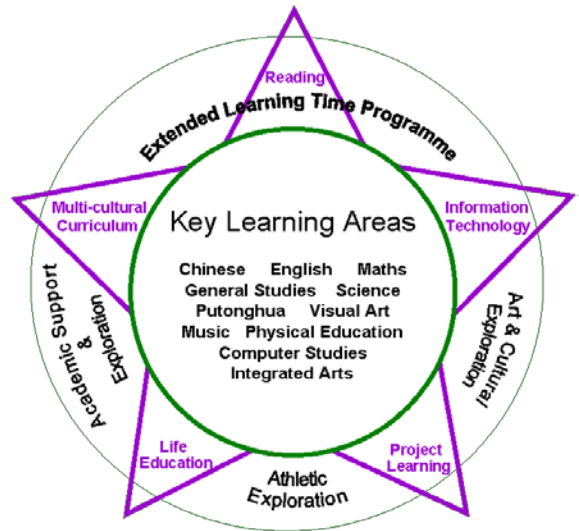 Reading
Extended Learning Time Programme
Multi-cultural
Curriculum
Information
Technology
Key Learning Areas
Chinese English Maths
General Studies Science
Putonghua Visual Art
Music Physical Education
Computer Studies
Integrated Arts
Academic Support
&
Exploration
Art & Cultural
Exploration
Life
Education
Athletic
Exploration
Project
Learning